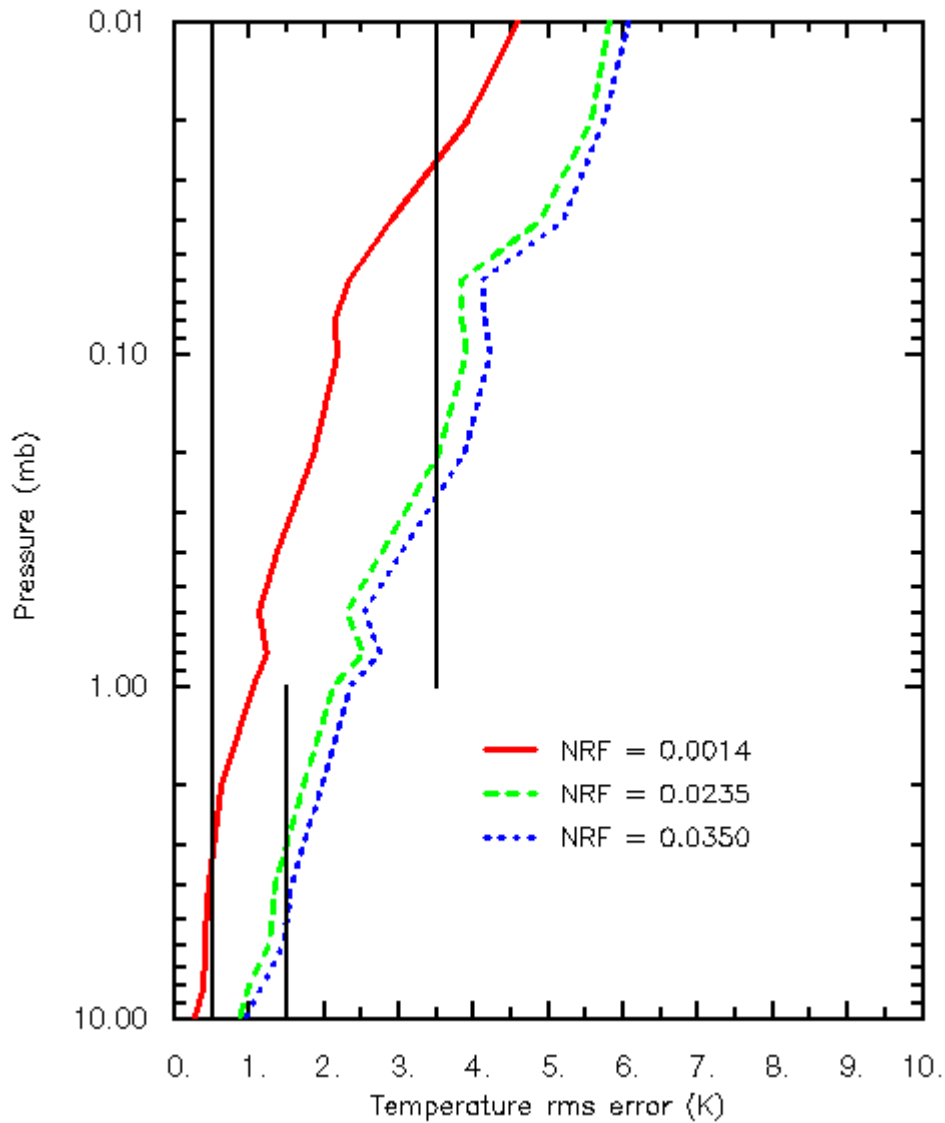 0.01
0.10
1.00
10.00
Pressure (mb)
NRF = 0.0014
NRF = 0.0235
NRF = 0.0350
0. 1. 2. 3. 4. 5. 6. 7. 8. 9. 10.
Temperature rms error (K)